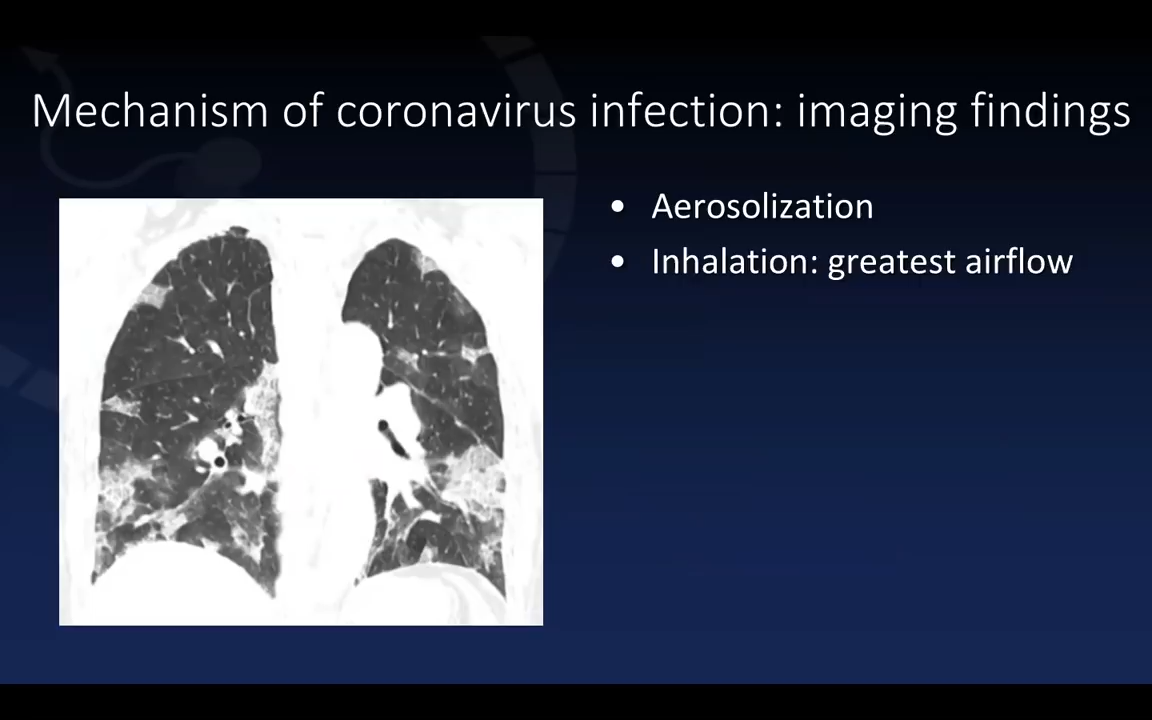 Mechanism of coronavirus infection: imaging findings
• Aerosolization
• Inhalation: greatest airflow